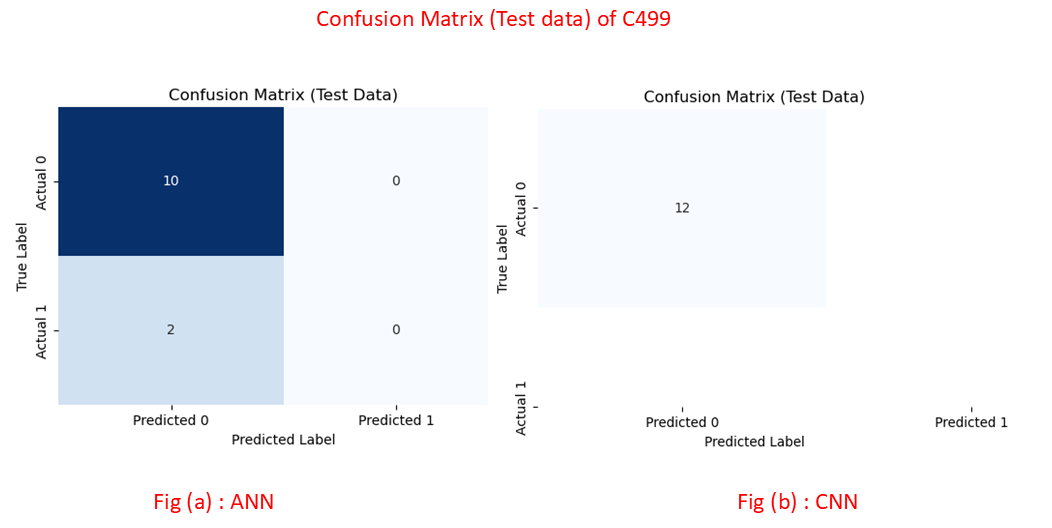 Confusion Matrix (Test data) of C499
Confusion Matrix (Test Data)
True Label
Actual 0
Actual 1
10
0
2
0
Predicted 0
Predicted 1
Predicted Label
Fig (a) : ANN
Confusion Matrix (Test Data)
True Label
Actual 0
Actual 1
12
Predicted 0
Predicted 1
Predicted Label
Fig (b) : CNN